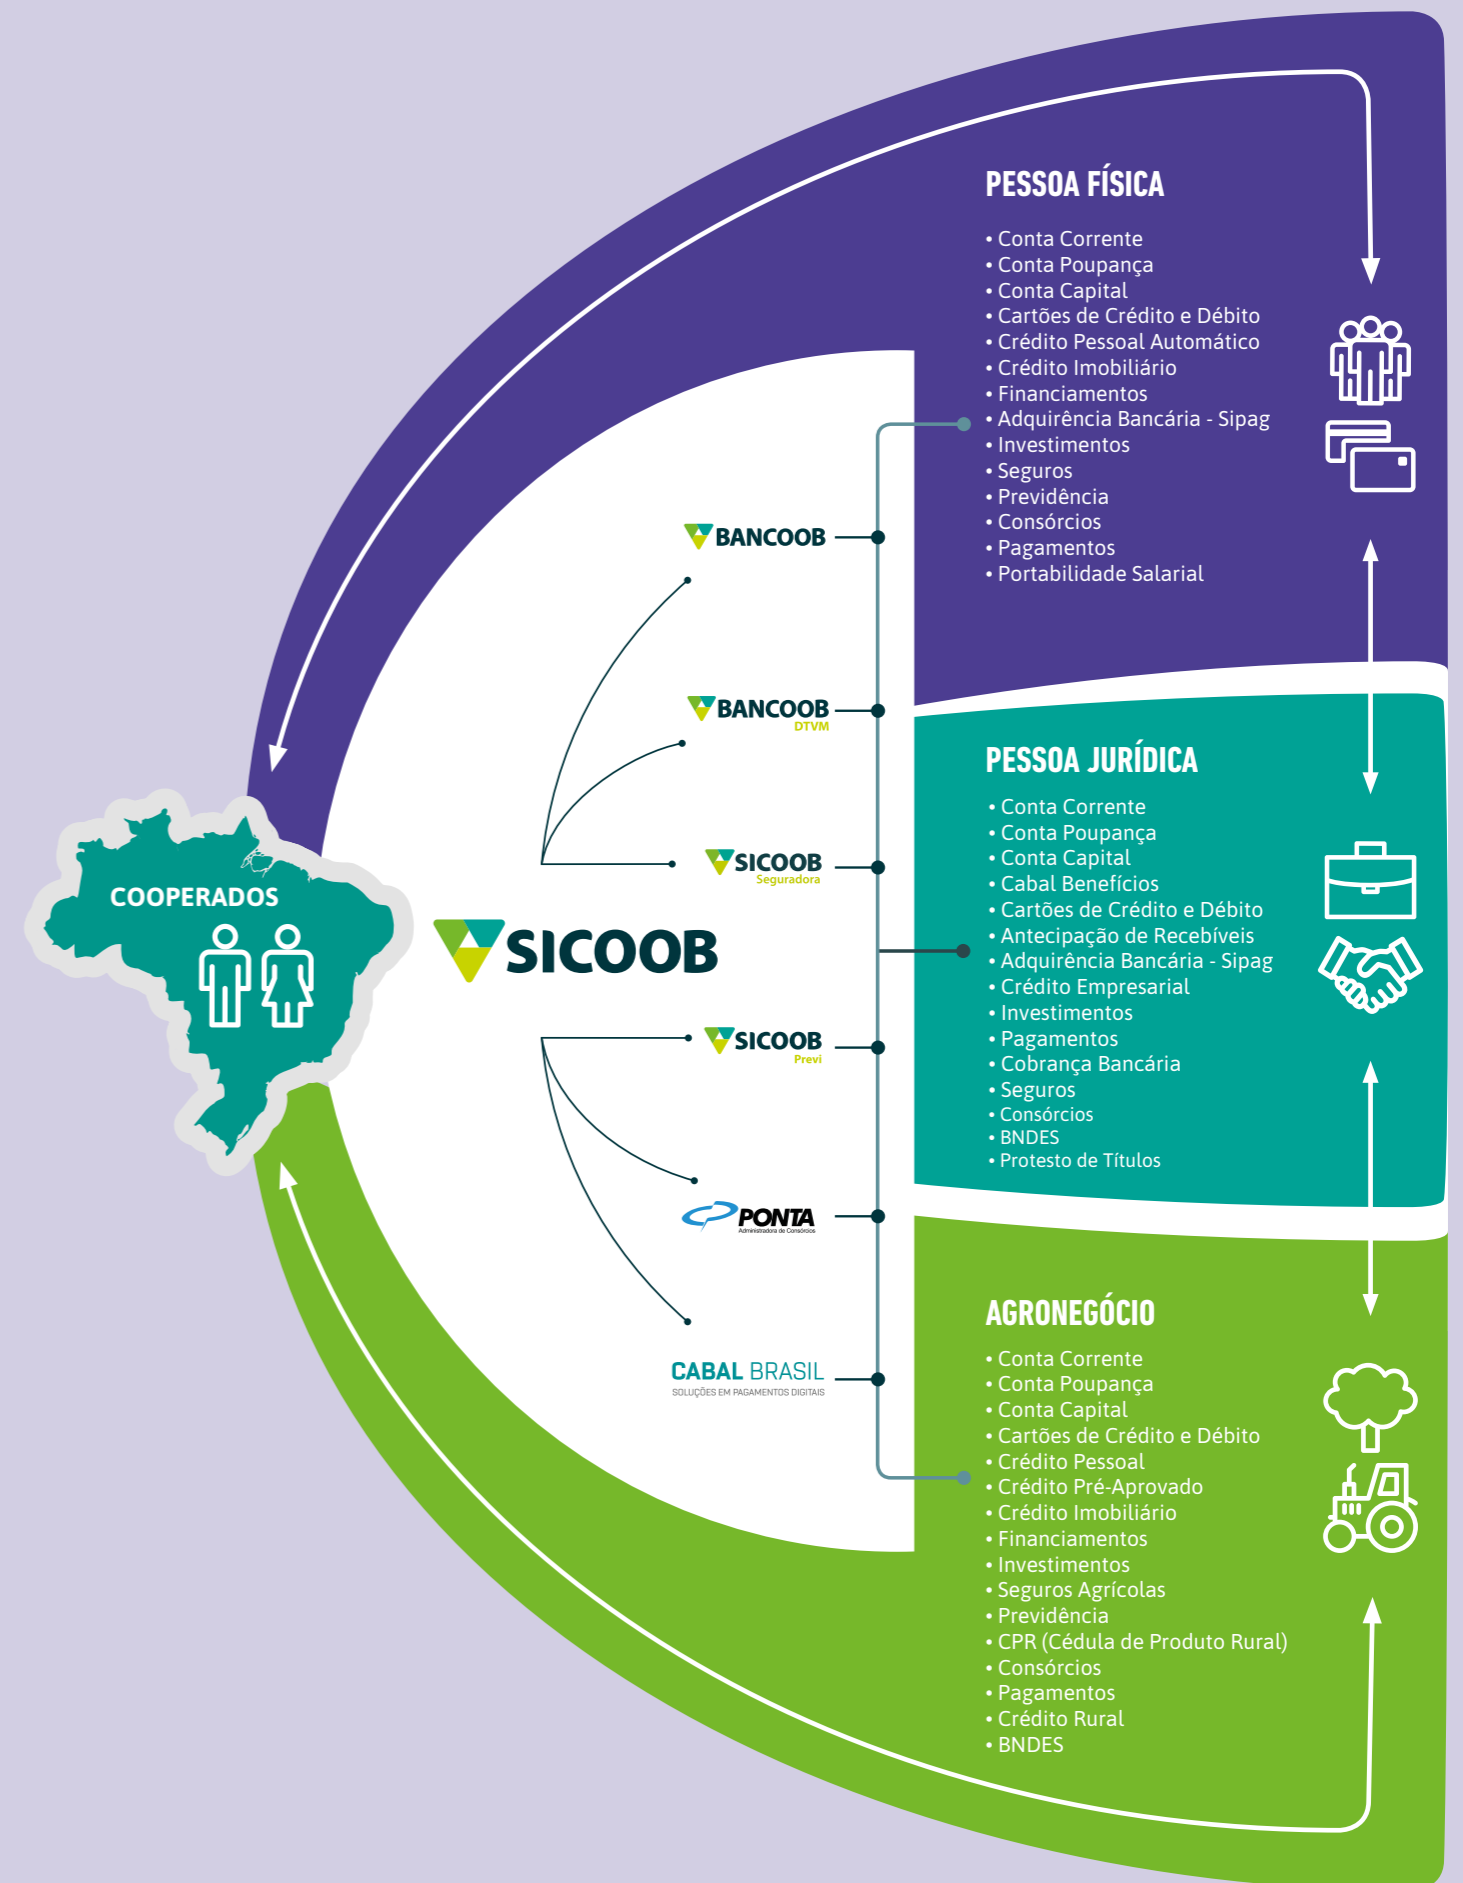 COOPERADOS
SICOOB
BANCOOB
BANCOOB
DTVM
SICOOB
Seguradora
SICOOB
Previ
PONTA
Administradora de Consórcios
CABAL BRASIL
SOLUÇÕES EM PAGAMENTOS DIGITAIS
PESSOA FÍSICA
• Conta Corrente
• Conta Poupança
• Conta Capital
• Cartões de Crédito e Débito
• Crédito Pessoal Automático
• Crédito Imobiliário
• Financiamentos
• Adquirência Bancária - Sipag
• Investimentos
• Seguros
• Previdência
• Consórcios
• Pagamentos
• Portabilidade Salarial
PESSOA JURÍDICA
• Conta Corrente
• Conta Poupança
• Conta Capital
• Cabal Benefícios
• Cartões de Crédito e Débito
• Antecipação de Recebíveis
• Adquirência Bancária - Sipag
• Crédito Empresarial
• Investimentos
• Pagamentos
• Cobrança Bancária
• Seguros
• Consórcios
• BNDES
• Protesto de Títulos
AGRONEGÓCIO
• Conta Corrente
• Conta Poupança
• Conta Capital
• Cartões de Crédito e Débito
• Crédito Pessoal
• Crédito Pré-Aprovado
• Crédito Imobiliário
• Financiamentos
• Investimentos
• Seguros Agrícolas
• Previdência
• CPR (Cédula de Produto Rural)
• Consórcios
• Pagamentos
• Crédito Rural
• BNDES